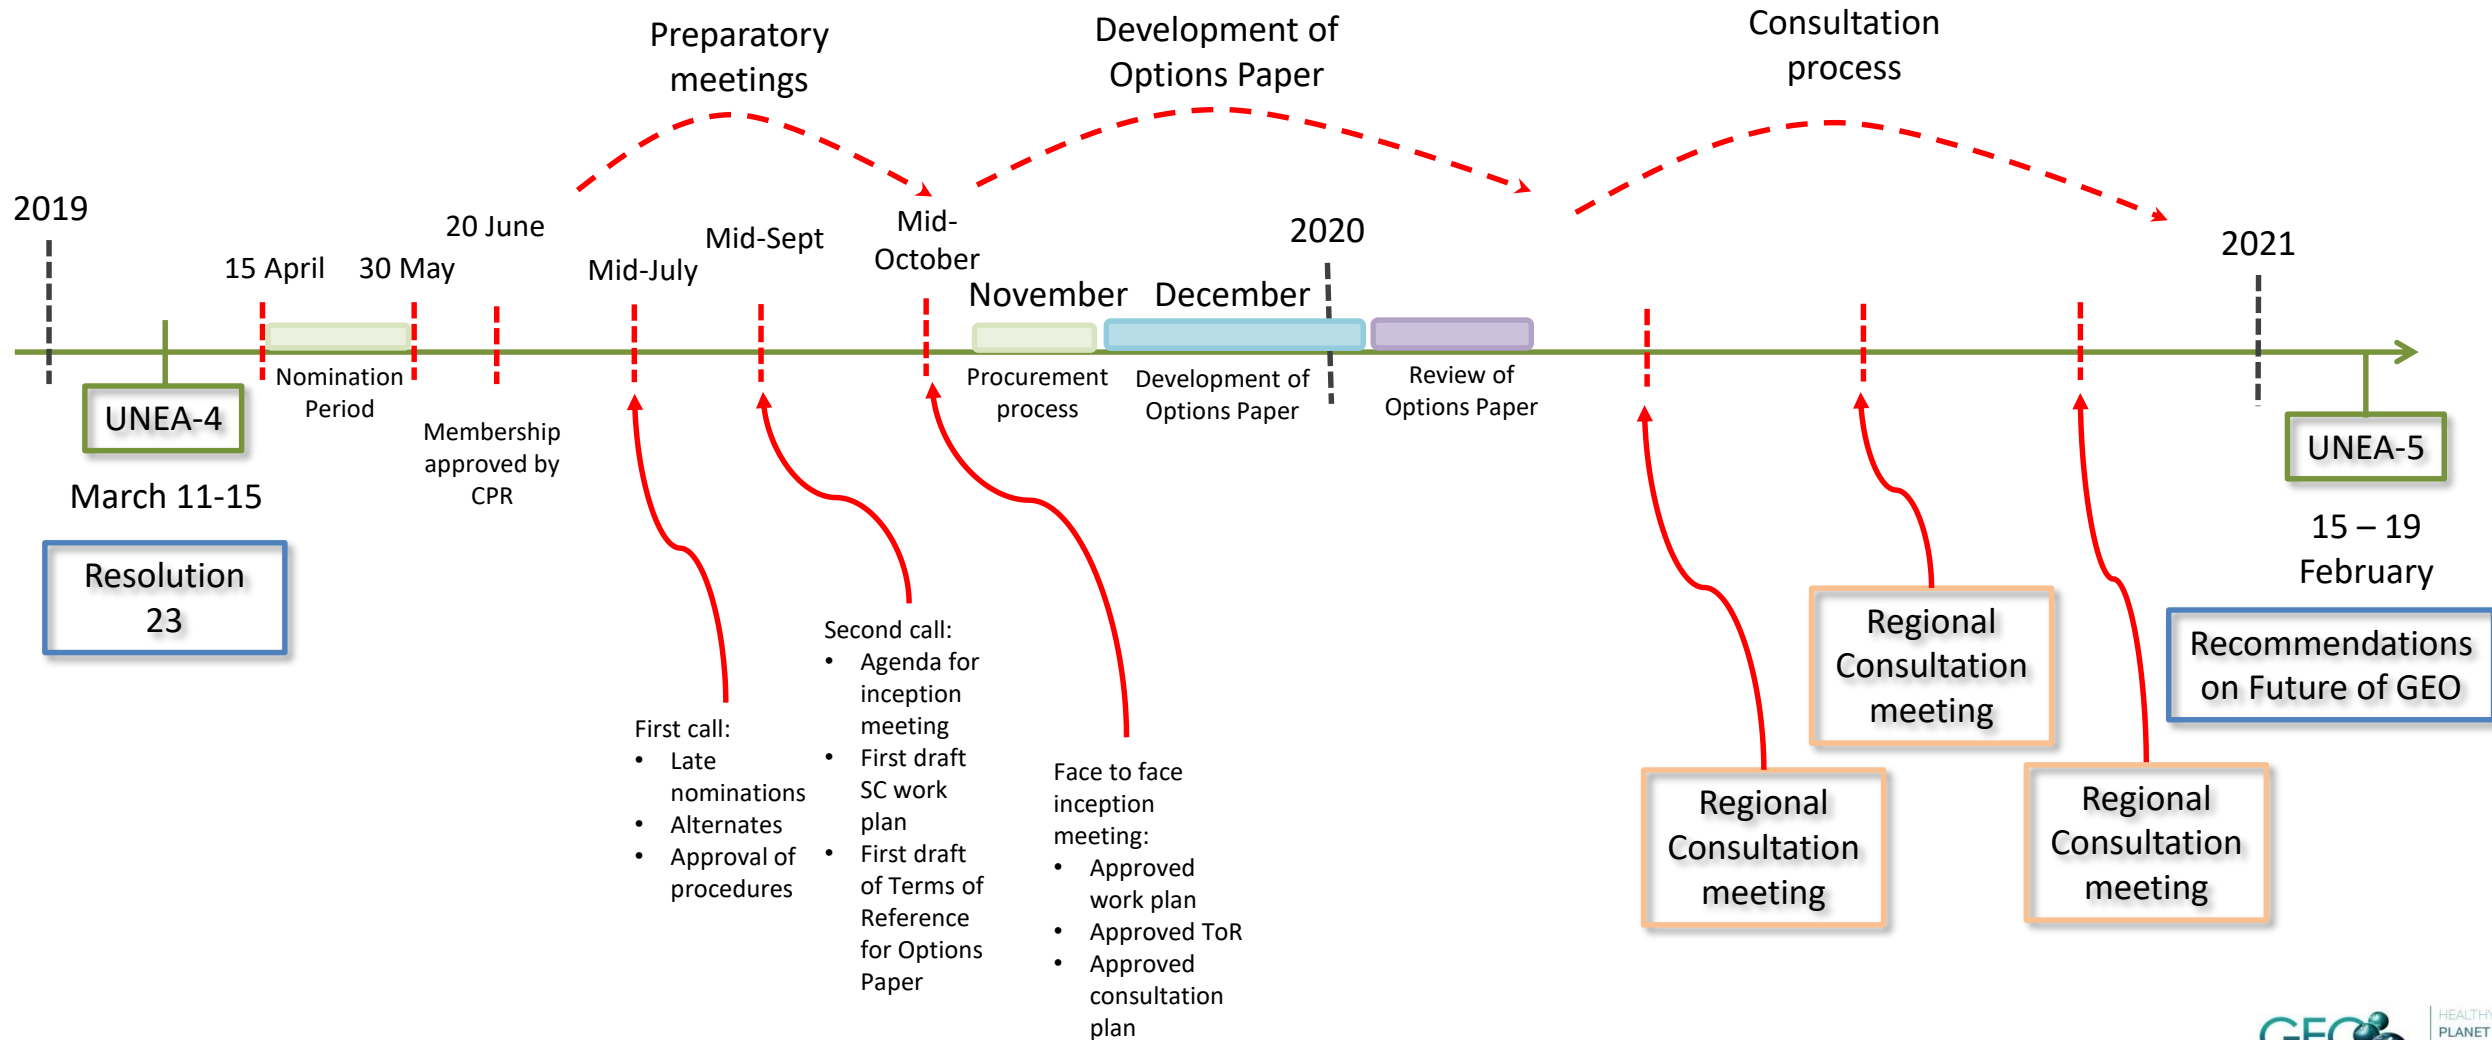 Preparatory
meetings
Development of
Options Paper
Consultation
process
2019
15 April
30 May
20 June
Mid-July
Mid-Sept
Mid-
October
November
December
2020
2021
Nomination
Period
Membership
approved by
CPR
Procurement
process
Development of
Options Paper
Review of
Options Paper
UNEA-4
March 11-15
Resolution
23
UNEA-5
15 – 19
February
Recommendations
on Future of GEO
First call:
• Late
nominations
• Alternates
• Approval of
procedures
Second call:
• Agenda for
inception
meeting
• First draft
SC work
plan
• First draft
of Terms of
Reference
for Options
Paper
Face to face
inception
meeting:
• Approved
work plan
• Approved ToR
• Approved
consultation
plan
Regional
Consultation
meeting
Regional
Consultation
meeting
Regional
Consultation
meeting
GEO
HEALTHY
PLANET